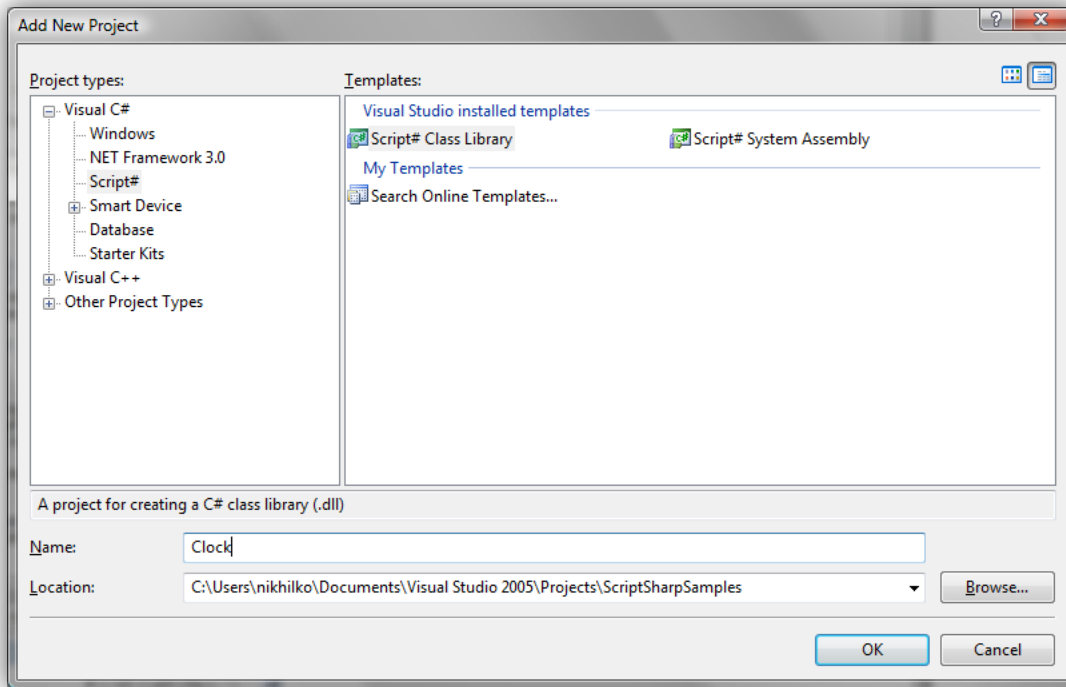 Add New Project
Project types:
Templates:
Visual C#
Windows
NET Framework 3.0
Script#
Smart Device
Database
Starter Kits
Visual C++
Other Project Types
Visual Studio installed templates
Script# Class Library
Script# System Assembly
My Templates
Search Online Templates...
A project for creating a C# class library (.dll)
Name:
Clock
Location:
C:\Users\nikhilko\Documents\Visual Studio 2005\Projects\ScriptSharpSamples
Browse...
OK
Cancel